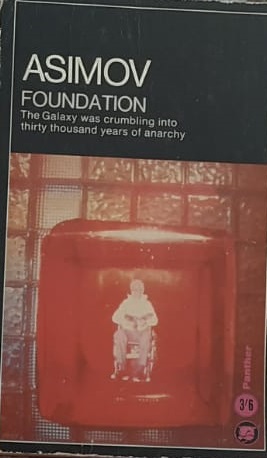 ASIMOV
FOUNDATION
The Galaxy was crumbling into
thirty thousand years of anarchy
Panther
3/6